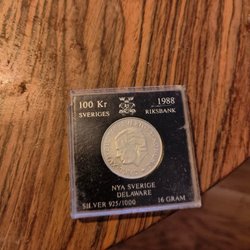 100 Kr 1988
SVERIGES RIKSBANK
NYA SVERIGE
DELAWARE
SILVER 925/1000 16 GRAM